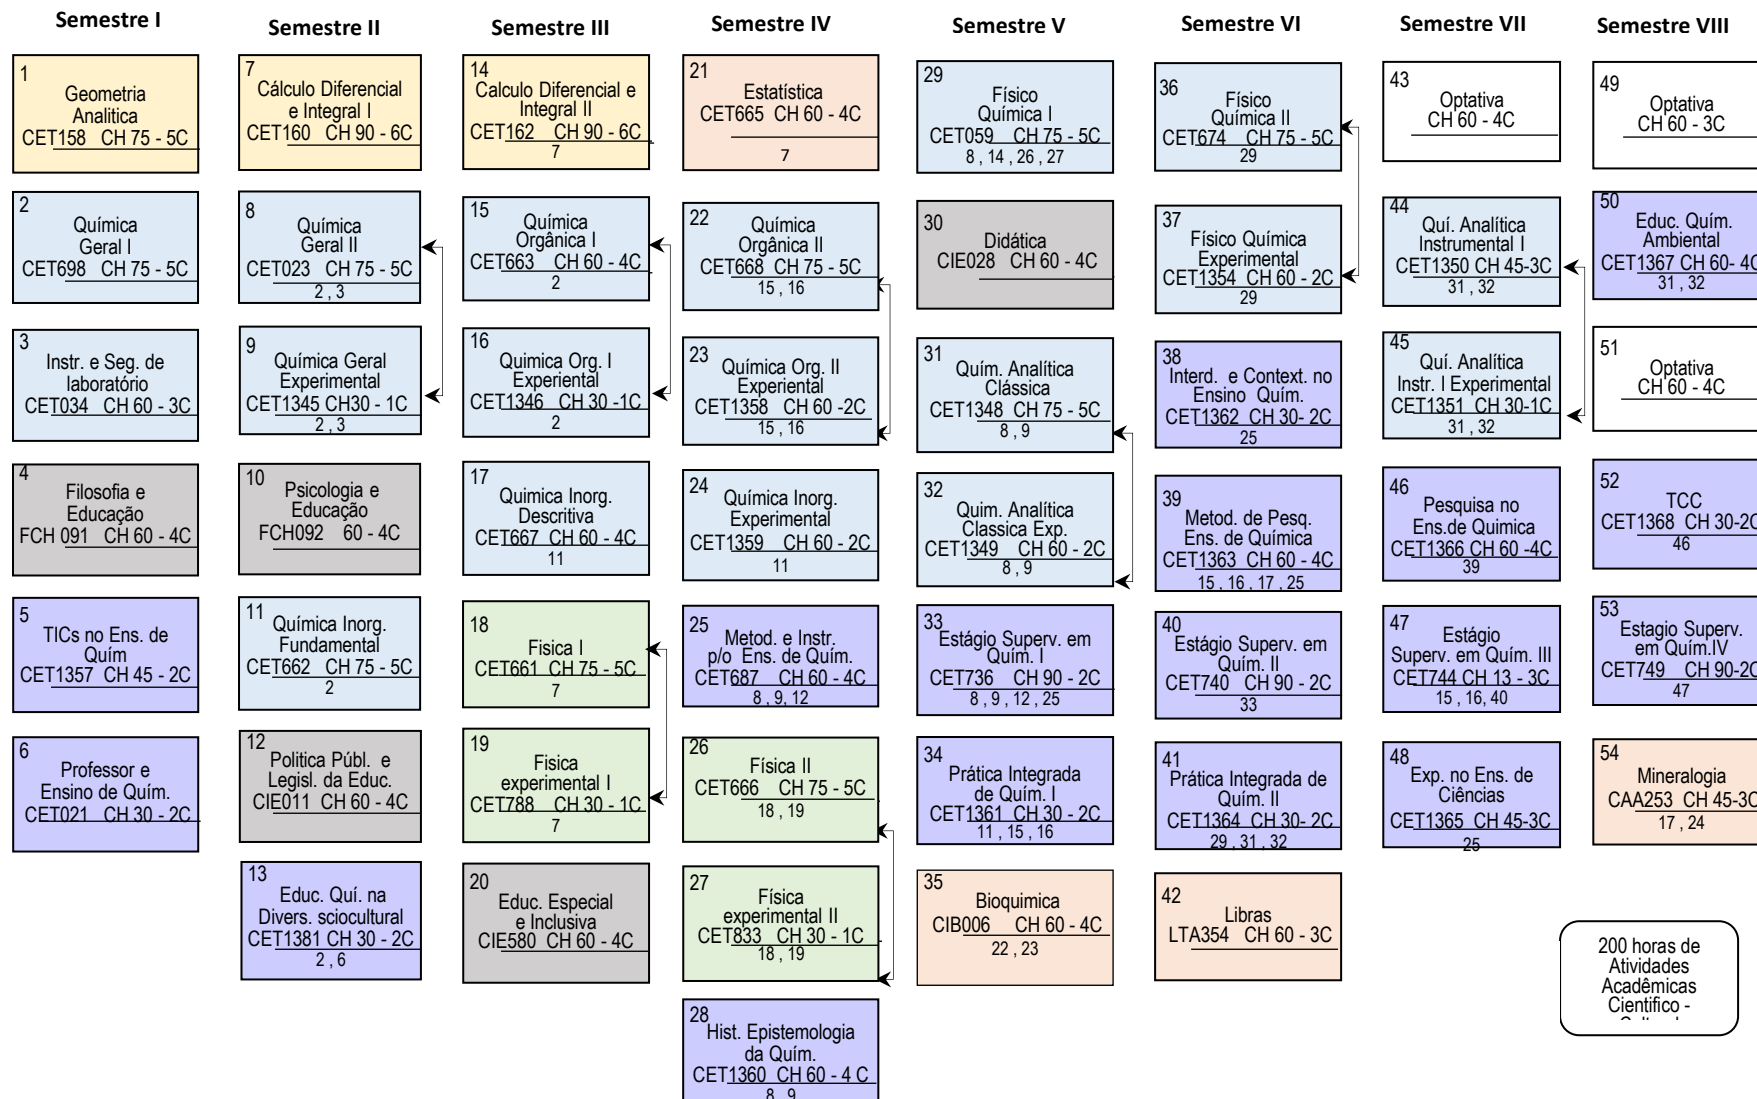 Semestre I
1
Geometria
Analitica
CET158 CH 75 - 5C
2
Química
Geral I
CET698 CH 75 - 5C
3
Instr. e Seg. de
laboratório
CET034 CH 60 - 3C
4
Filosofia e
Educação
FCH 091 CH 60 - 4C
5
TICs no Ens. de
Quím
CET1357 CH 45 - 2C
6
Professor e
Ensino de Quím.
CET021 CH 30 - 2C
Semestre II
7
Cálculo Diferencial
e Integral I
CET160 CH 90 - 6C
8
Química
Geral II
CET023 CH 75 - 5C
2 , 3
9
Química Geral
Experimental
CET1345 CH30 - 1C
2 , 3
10
Psicologia e
Educação
FCH092 60 - 4C
11
Química Inorg.
Fundamental
CET662 CH 75 - 5C
2
12
Politica Públ. e
Legisl. da Educ.
CIE011 CH 60 - 4C
13
Educ. Quí. na
Divers. sciocultural
CET1381 CH 30 - 2C
2 , 6
Semestre III
14
Calculo Diferencial e
Integral II
CET162 CH 90 - 6C
7
15
Química
Orgânica I
CET663 CH 60 - 4C
2
16
Quimica Org. I
Experiental
CET1346 CH 30 -1C
2
17
Quimica Inorg.
Descritiva
CET667 CH 60 - 4C
11
18
Fisica I
CET661 CH 75 - 5C
7
19
Fisica
experimental I
CET788 CH 30 - 1C
7
20
Educ. Especial
e Inclusiva
CIE580 CH 60 - 4C
Semestre IV
21
Estatística
CET665 CH 60 - 4C
7
22
Química
Orgânica II
CET668 CH 75 - 5C
15 , 16
23
Química Org. II
Experiental
CET1358 CH 60 -2C
15 , 16
24
Química Inorg.
Experimental
CET1359 CH 60 - 2C
11
25
Metod. e Instr.
p/o Ens. de Quím.
CET687 CH 60 - 4C
8 , 9, 12
26
Física II
CET666 CH 75 - 5C
18 , 19
27
Física
experimental II
CET833 CH 30 - 1C
18 , 19
28
Hist. Epistemologia
da Quím.
CET1360 CH 60 - 4 C
8 , 9
Semestre V
29
Físico
Química I
CET059 CH 75 - 5C
8 , 14 , 26 , 27
30
Didática
CIE028 CH 60 - 4C
31
Quím. Analítica
Clássica
CET1348 CH 75 - 5C
8 , 9
32
Quim. Analítica
Classica Exp.
CET1349 CH 60 - 2C
8 , 9
33
Estágio Superv. em
Quím. I
CET736 CH 90 - 2C
8 , 9 , 12 , 25
34
Prática Integrada
de Quím. I
CET1361 CH 30 - 2C
11 , 15 , 16
35
Bioquimica
CIB006 CH 60 - 4C
22 , 23
Semestre VI
36
Físico
Química II
CET674 CH 75 - 5C
29
37
Físico Química
Experimental
CET1354 CH 60 - 2C
29
38
Interd. e Context. no
Ensino Quím.
CET1362 CH 30- 2C
25
39
Metod. de Pesq.
Ens. de Química
CET1363 CH 60 - 4C
15 , 16 , 17 , 25
40
Estágio Superv. em
Quím. II
CET740 CH 90 - 2C
33
41
Prática Integrada de
Quím. II
CET1364 CH 30- 2C
29 , 31 , 32
42
Libras
LTA354 CH 60 - 3C
Semestre VII
43
Optativa
CH 60 - 4C
44
Quí. Analítica
Instrumental I
CET1350 CH 45-3C
31 , 32
45
Quí. Analítica
Instr. I Experimental
CET1351 CH 30-1C
31 , 32
46
Pesquisa no
Ens.de Quimica
CET1366 CH 60 -4C
39
47
Estágio
Superv. em Quím. III
CET744 CH 13 - 3C
15 , 16, 40
48
Exp. no Ens. de
Ciências
CET1365 CH 45-3C
25
Semestre VIII
49
Optativa
CH 60 - 3C
50
Educ. Quím.
Ambiental
CET1367 CH 60- 4C
31 , 32
51
Optativa
CH 60 - 4C
52
TCC
CET1368 CH 30-2C
46
53
Estagio Superv.
em Quím.IV
CET749 CH 90-2C
47
54
Mineralogia
CAA253 CH 45-3C
17 , 24
200 horas de
Atividades
Acadêmicas
Cientifico -